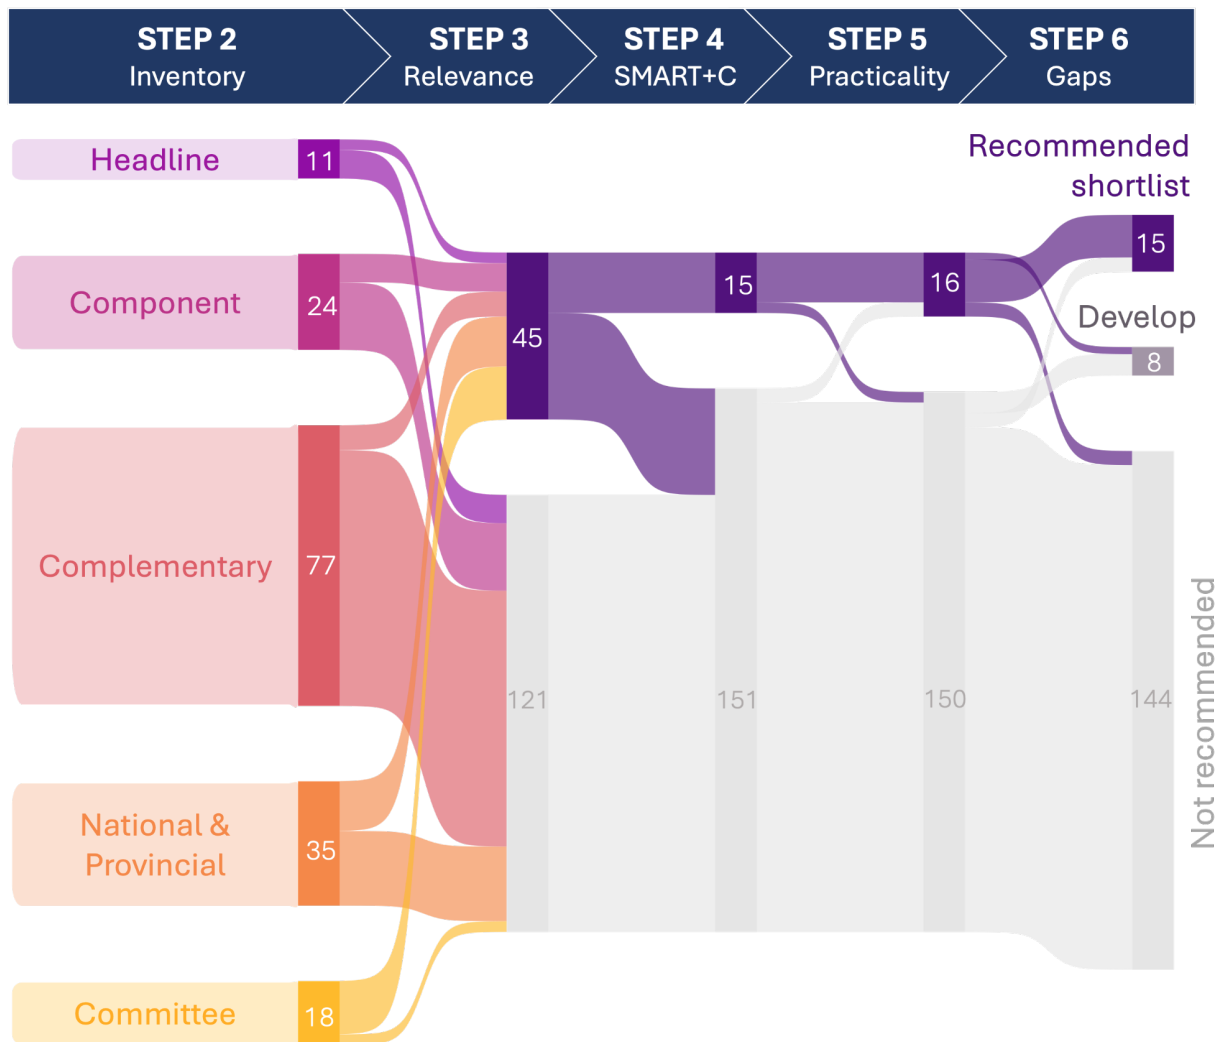 STEP 2
Inventory
STEP 3
Relevance
STEP 4
SMART+C
STEP 5
Practicality
STEP 6
Gaps
Headline
11
Component
24
Complementary
77
National &
Provincial
35
Committee
18
45
121
15
151
16
150
Recommended
shortlist
15
Develop
8
144
Not recommended